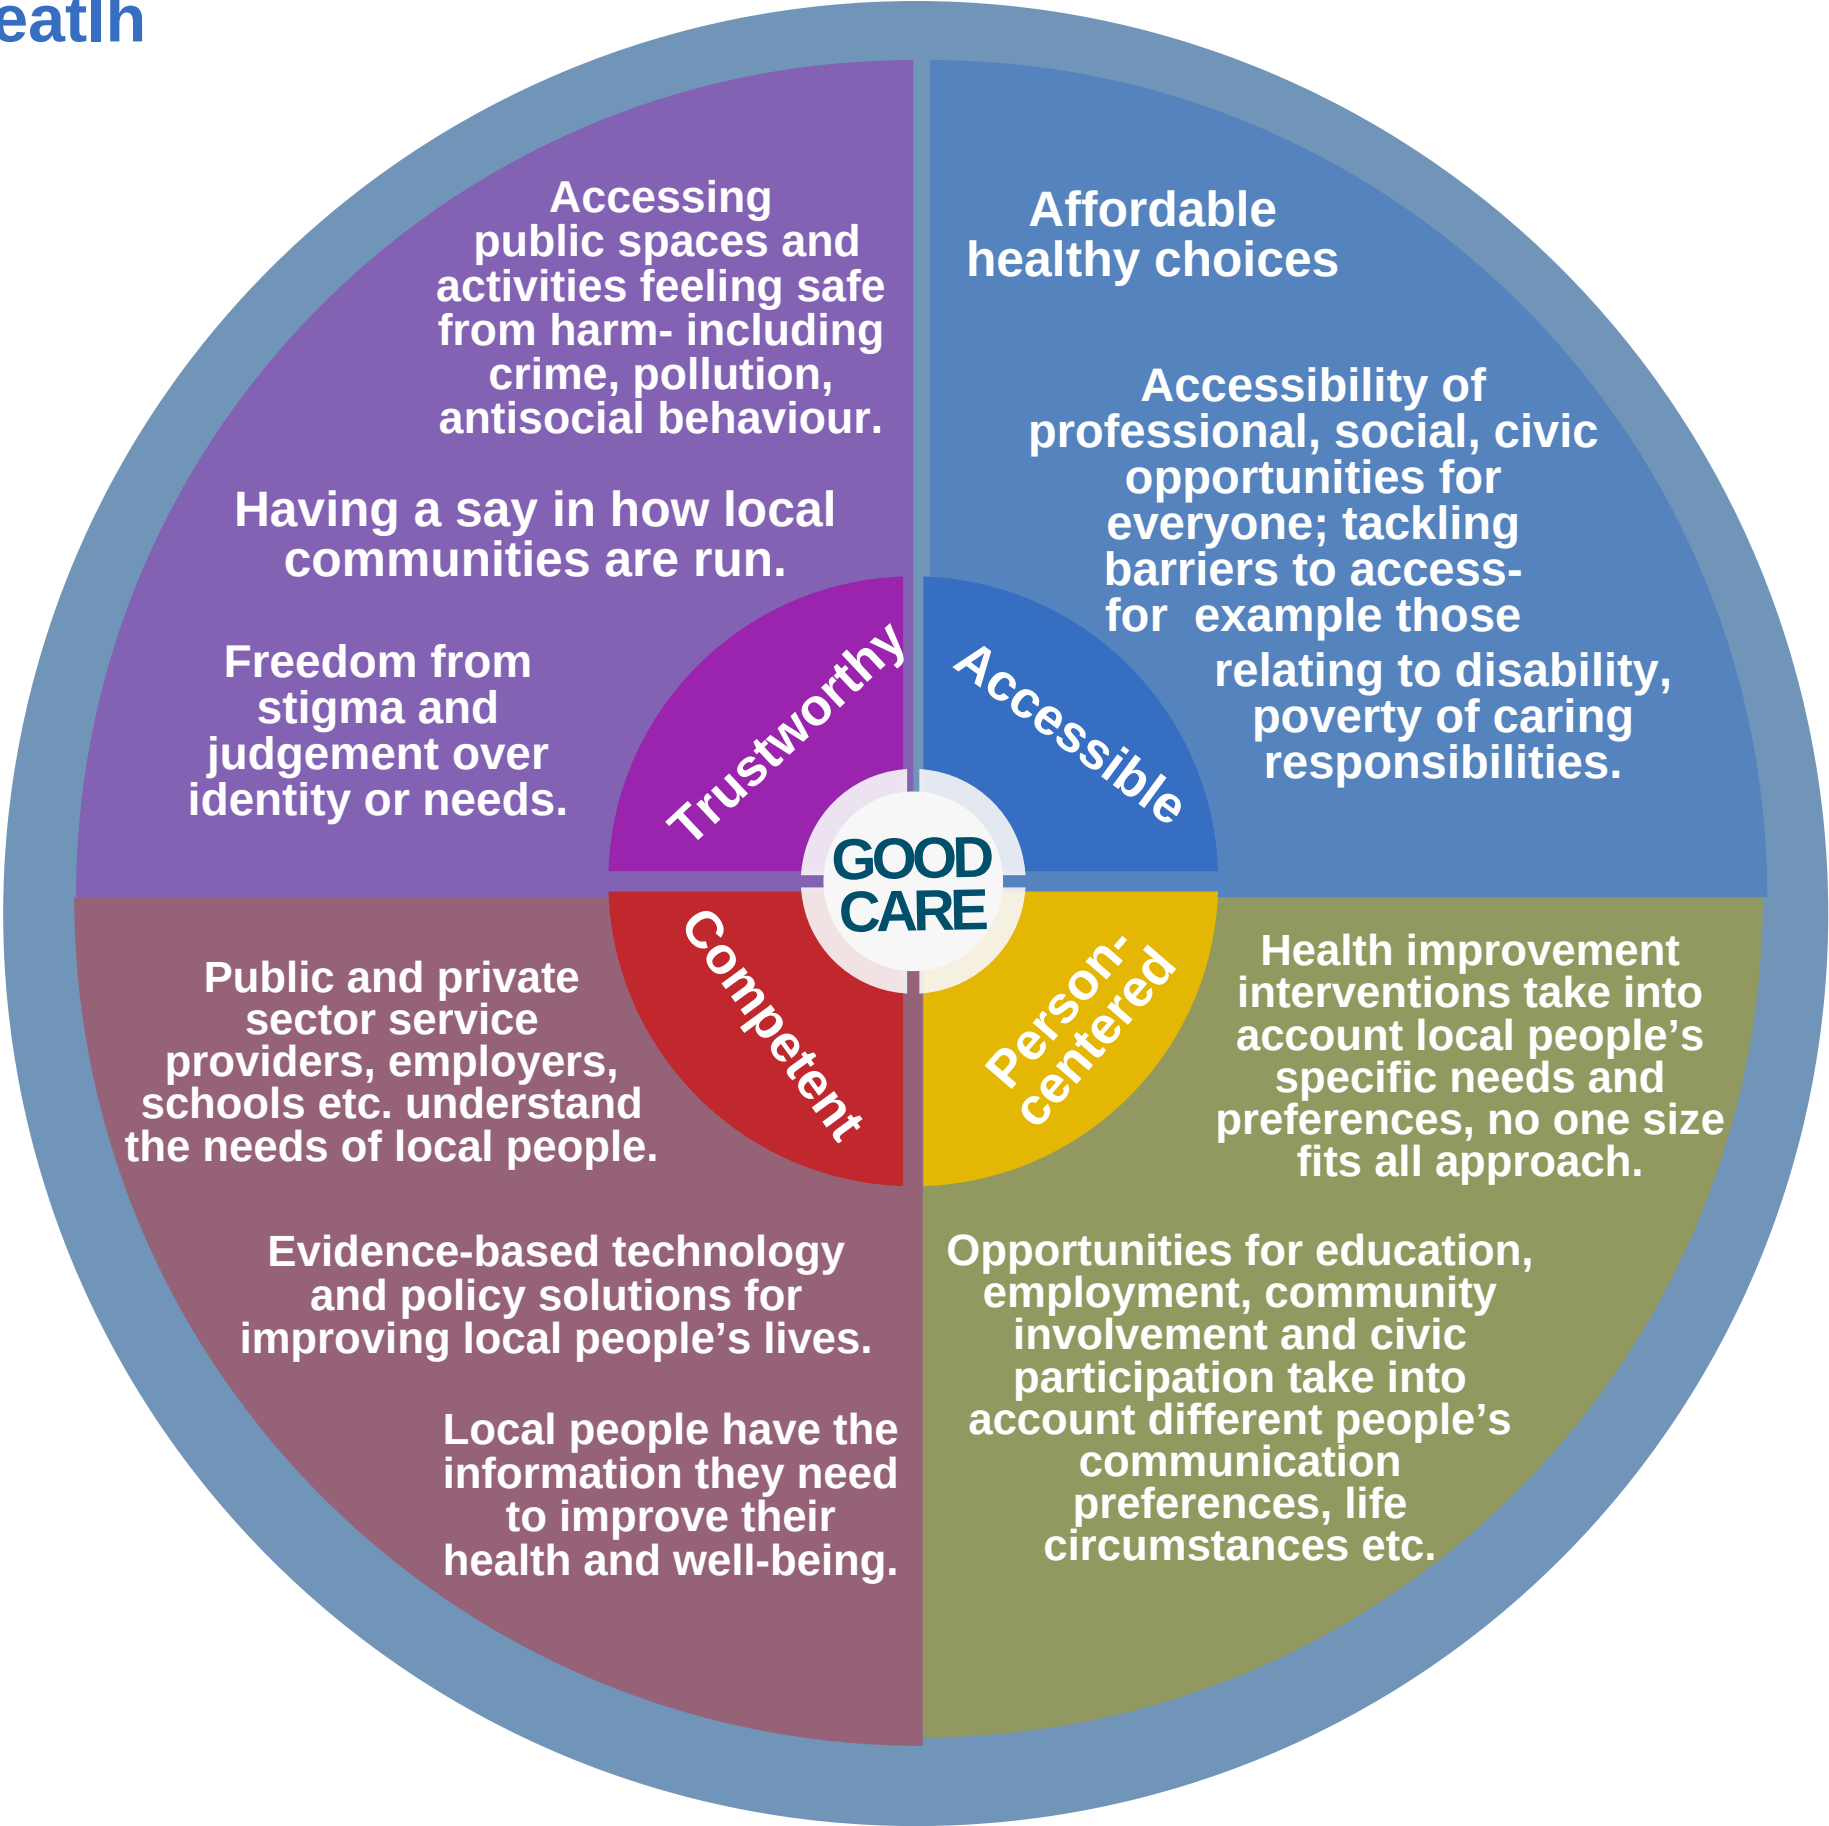 eatlh
Accessing
public spaces and
activities feeling safe
from harm- including
crime, pollution,
antisocial behaviour.
Having a say in how local
communities are run.
Freedom from
stigma and
judgement over
identity or needs.
Affordable
healthy choices
Accessibility of
professional, social, civic
opportunities for
everyone; tackling
barriers to access-
for  example those
relating to disability,
poverty of caring
responsibilities.
Trustworthy
Accessible
GOOD
CARE
Competent
Person-
centered
Public and private
sector service
providers, employers,
schools etc. understand
the needs of local people.
Evidence-based technology
and policy solutions for
improving local people’s lives.
Local people have the
information they need
to improve their
health and well-being.
Health improvement
interventions take into
account local people’s
specific needs and
preferences, no one size
fits all approach.
Opportunities for education,
employment, community
involvement and civic
participation take into
account different people’s
communication
preferences, life
circumstances etc.